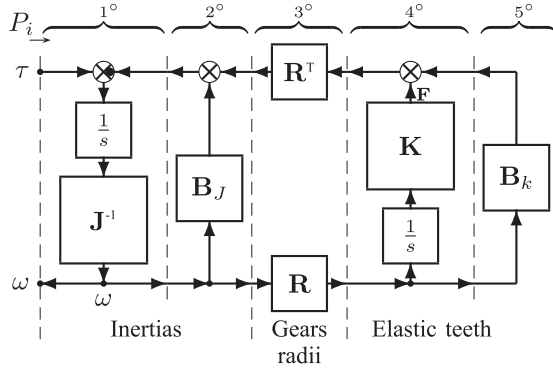 1° 2° 3° 4° 5°
P_i
τ
R^T
F
1/s
K
B_J
B_k
J^-1
1/s
ω
ω
R
Inertias
Gears radii
Elastic teeth